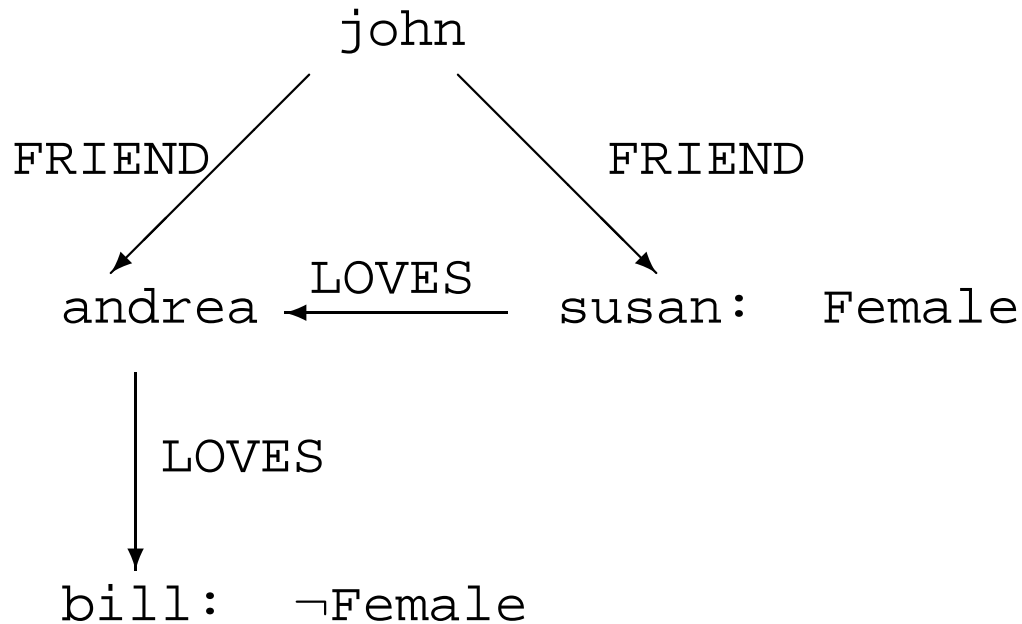 john
FRIEND FRIEND
LOVES
andrea susan: Female
LOVES
bill: ¬Female